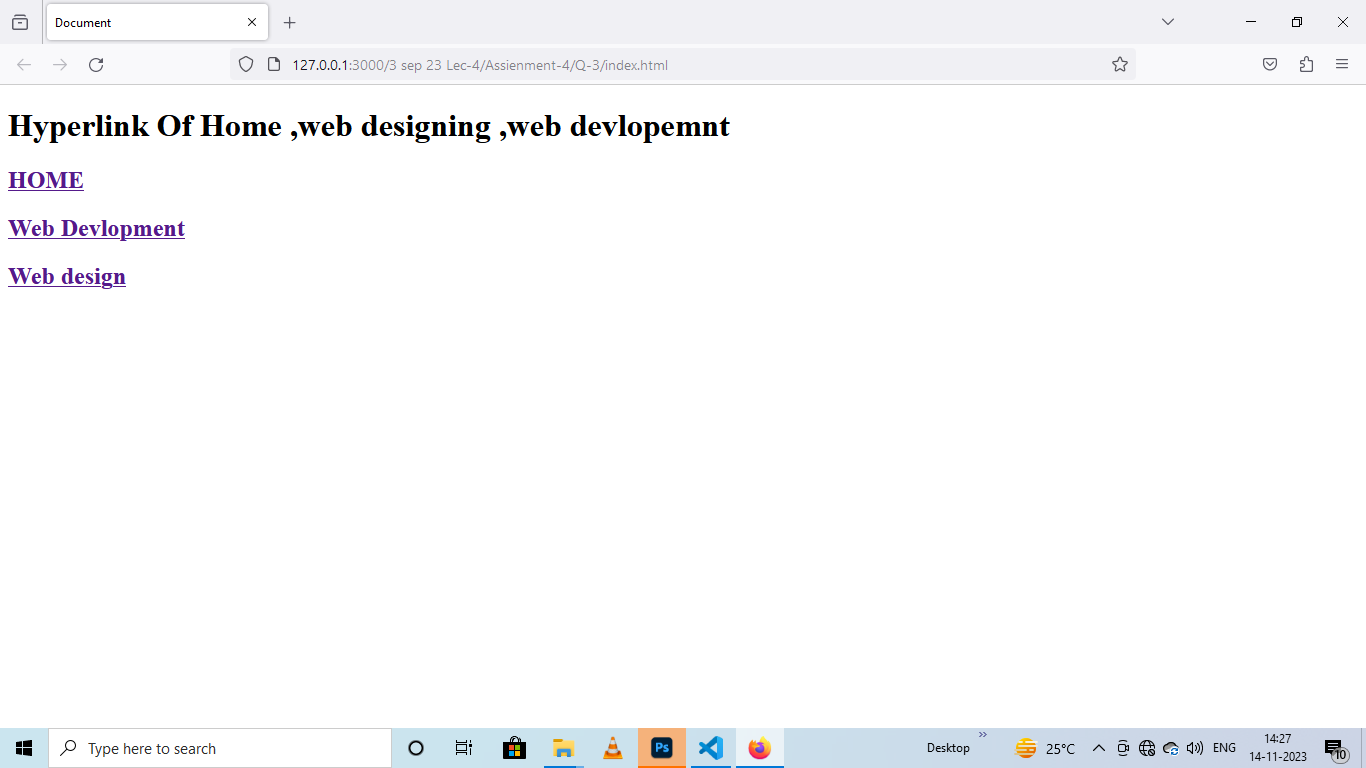 Document
127.0.0.1:3000/3 sep 23 Lec-4/Assienment-4/Q-3/index.html
Hyperlink Of Home ,web designing ,web devlopemnt
HOME
Web Devlopment
Web design
Type here to search
Ps
Desktop
25°C
ENG
14:27
14-11-2023
10